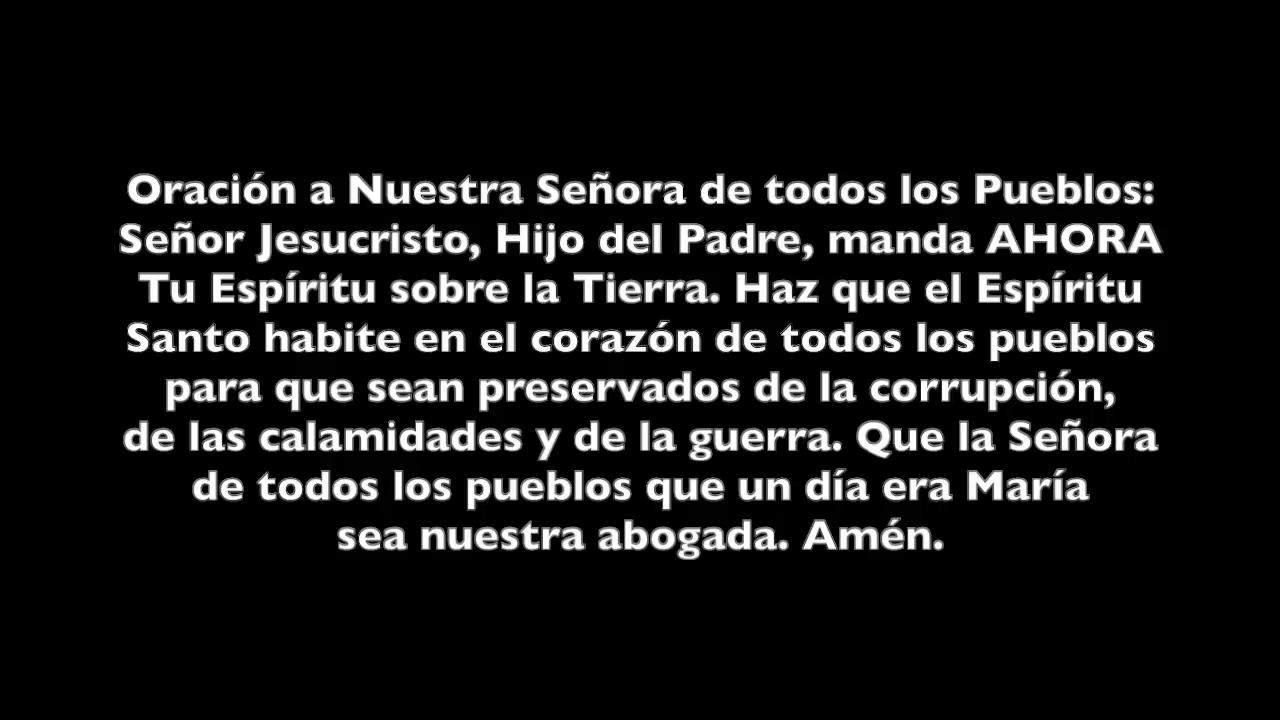 Oración a Nuestra Señora de todos los Pueblos:
Señor Jesucristo, Hijo del Padre, manda AHORA
Tu Espíritu sobre la Tierra. Haz que el Espíritu
Santo habite en el corazón de todos los pueblos
para que sean preservados de la corrupción,
de las calamidades y de la guerra. Que la Señora
de todos los pueblos que un día era María
sea nuestra abogada. Amén.